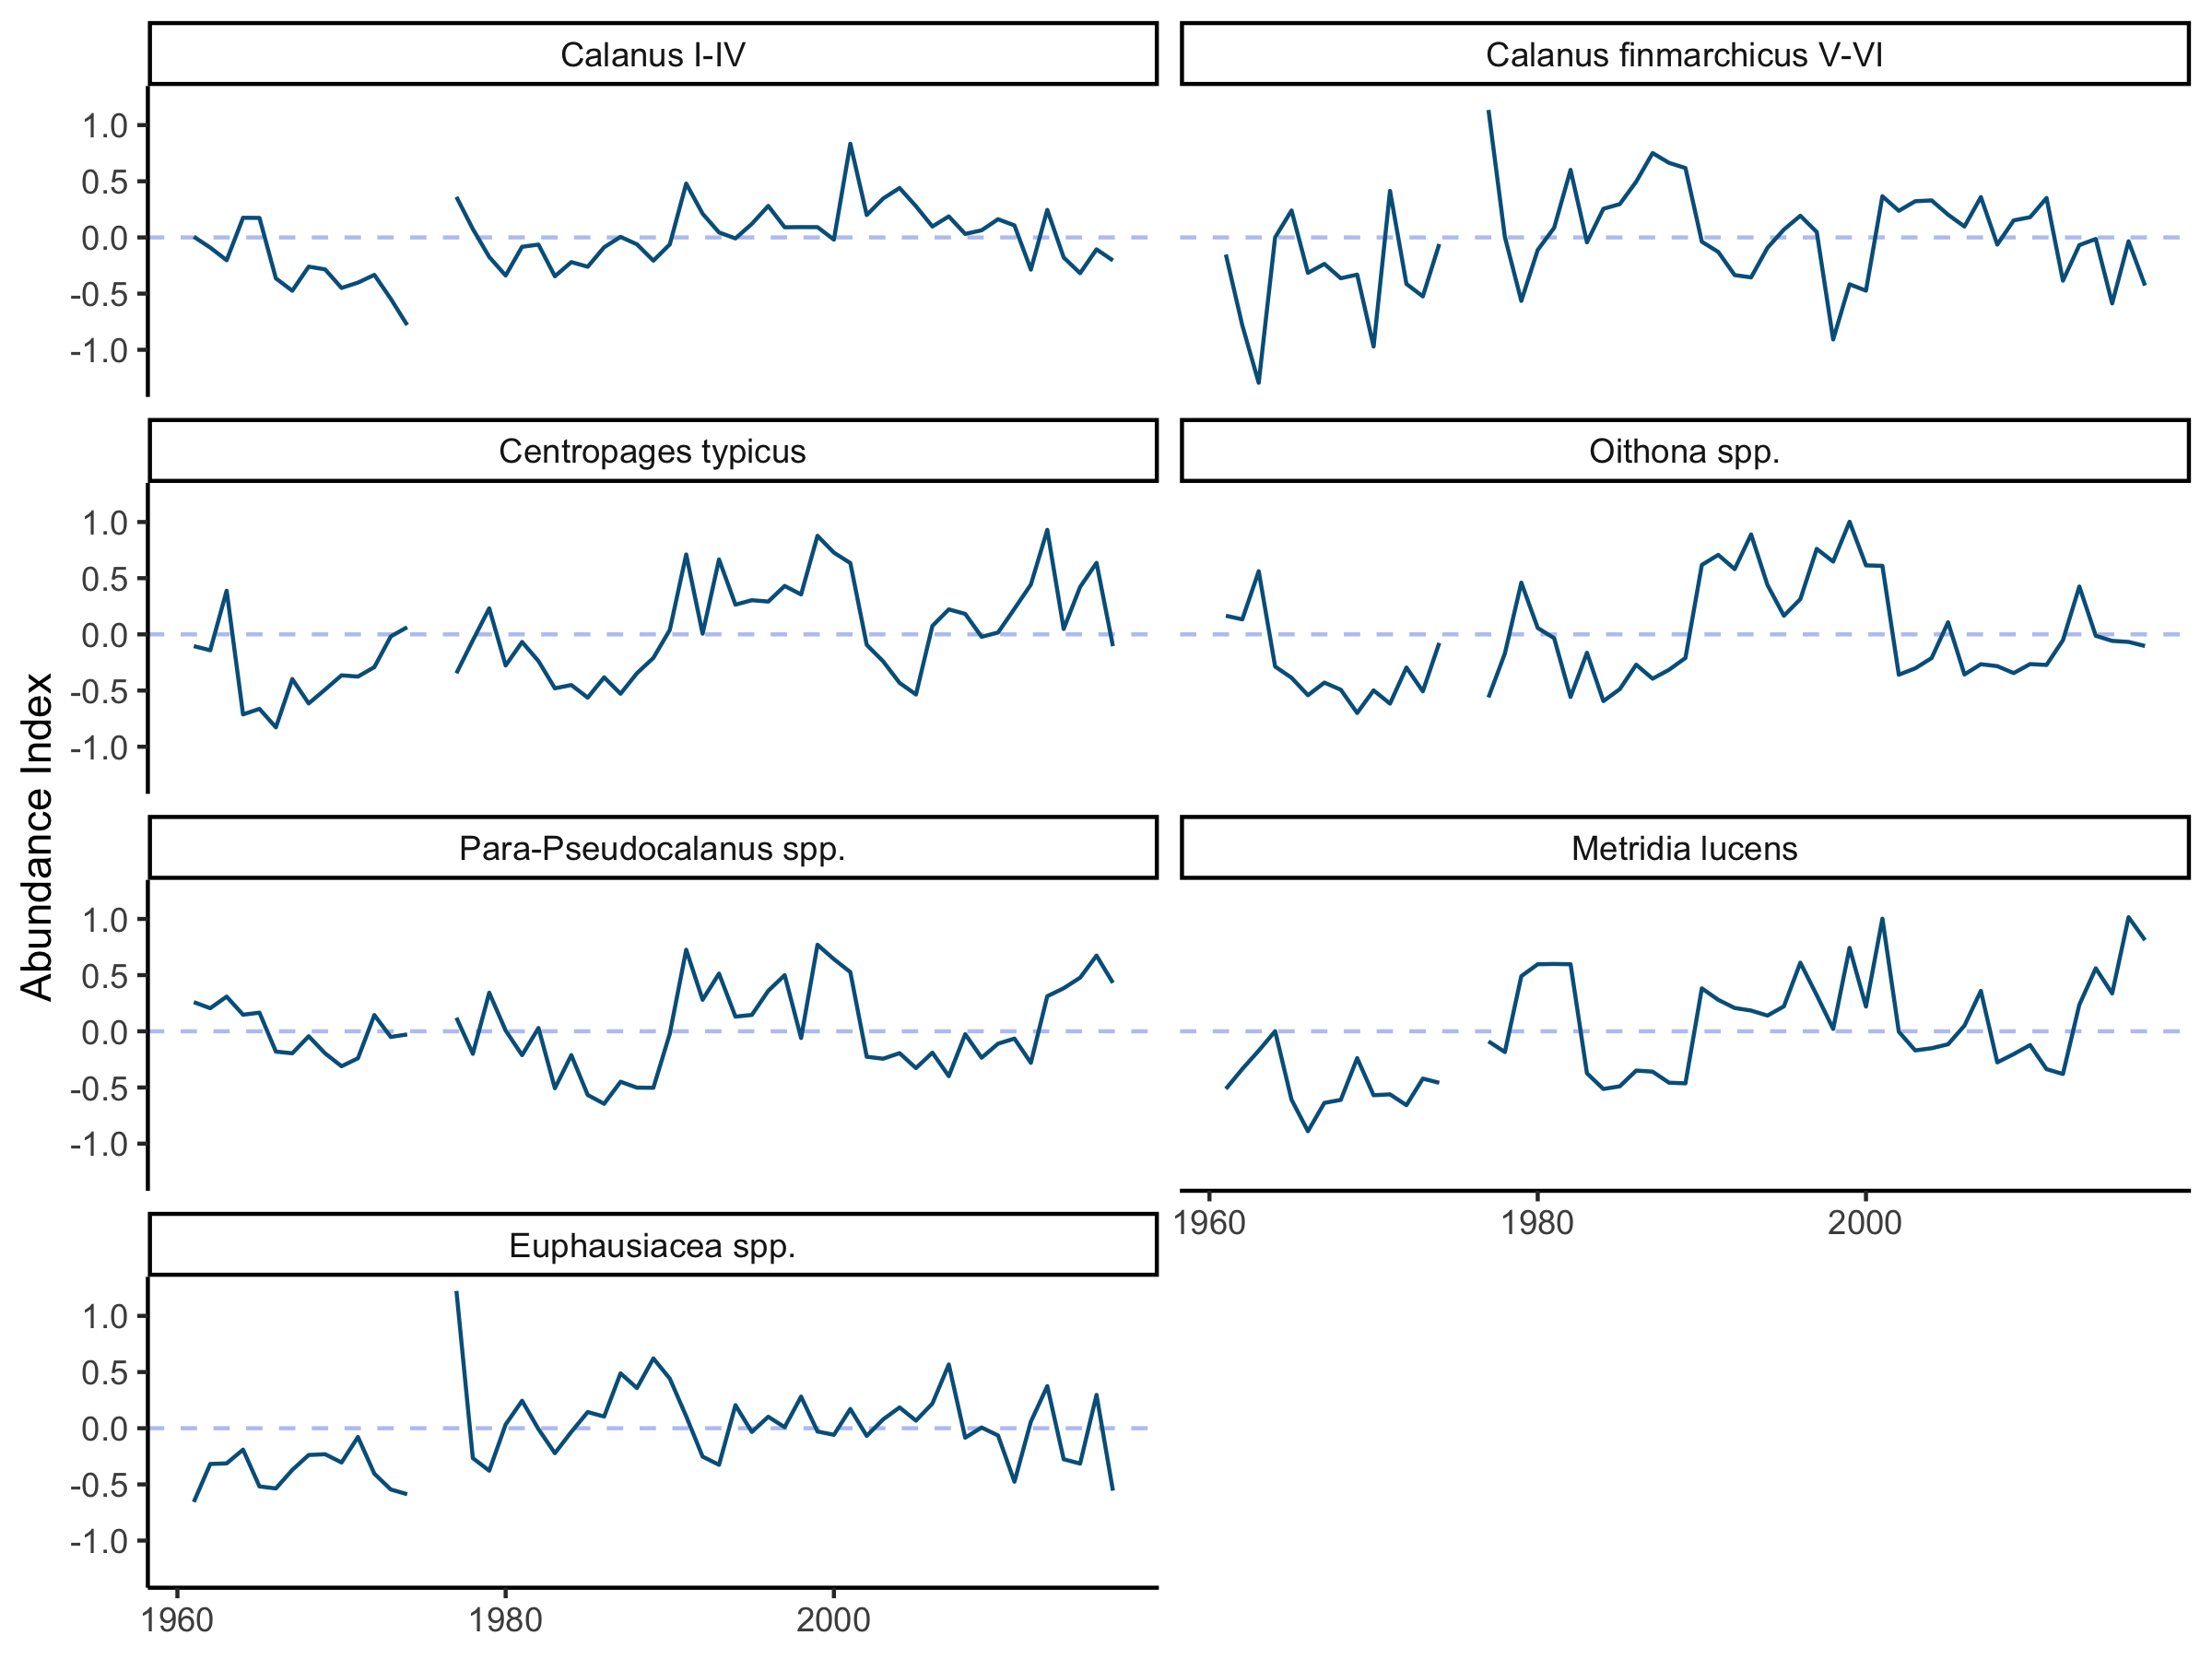 Calanus I-IV
Calanus finmarchicus V-VI
1.0
0.5
0.0
-0.5
-1.0
Centropages typicus
Oithona spp.
1.0
0.5
0.0
-0.5
-1.0
Abundance Index
Para-Pseudocalanus spp.
Metridia lucens
1.0
0.5
0.0
-0.5
-1.0
1960 1980 2000
Euphausiacea spp.
1.0
0.5
0.0
-0.5
-1.0
1960 1980 2000